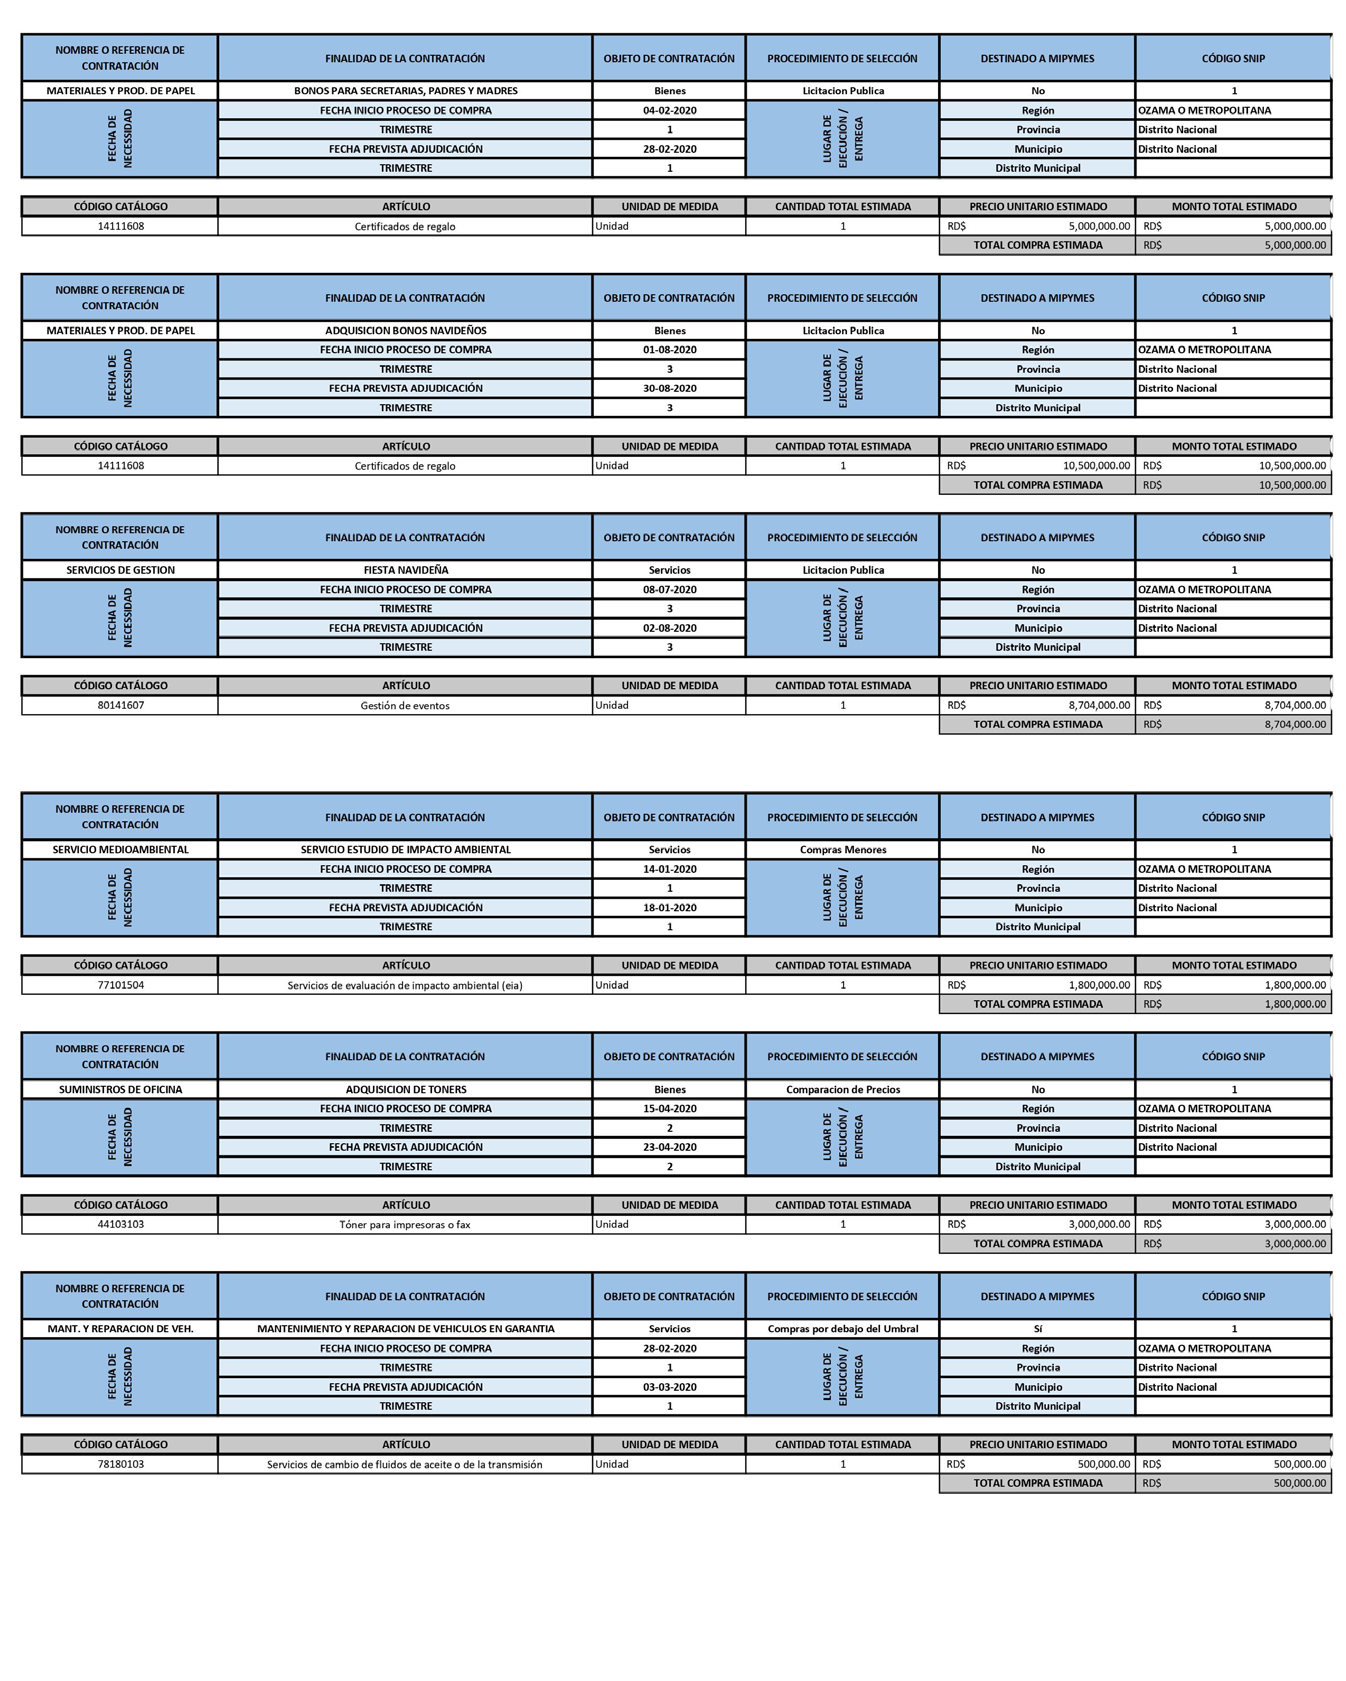 NOMBRE O REFERENCIA DE CONTRATACIÓN FINALIDAD DE LA CONTRATACIÓN OBJETO DE CONTRATACIÓN PROCEDIMIENTO DE SELECCIÓN DESTINADO A MIPYMES CÓDIGO SNIP
MATERIALES Y PROD. DE PAPEL BONOS PARA SECRETARIAS, PADRES Y MADRES Bienes Licitacion Publica No 1
FECHA DE NECESSIDAD FECHA INICIO PROCESO DE COMPRA 04-02-2020 LUGAR DE EJECUCIÓN / ENTREGA Región OZAMA O METROPOLITANA
TRIMESTRE 1 Provincia Distrito Nacional
FECHA PREVISTA ADJUDICACIÓN 28-02-2020 Municipio Distrito Nacional
TRIMESTRE 1 Distrito Municipal
CÓDIGO CATÁLOGO ARTÍCULO UNIDAD DE MEDIDA CANTIDAD TOTAL ESTIMADA PRECIO UNITARIO ESTIMADO MONTO TOTAL ESTIMADO
14111608 Certificados de regalo Unidad 1 RD$ 5,000,000.00 RD$ 5,000,000.00
TOTAL COMPRA ESTIMADA RD$ 5,000,000.00
NOMBRE O REFERENCIA DE CONTRATACIÓN FINALIDAD DE LA CONTRATACIÓN OBJETO DE CONTRATACIÓN PROCEDIMIENTO DE SELECCIÓN DESTINADO A MIPYMES CÓDIGO SNIP
MATERIALES Y PROD. DE PAPEL ADQUISICION BONOS NAVIDEÑOS Bienes Licitacion Publica No 1
FECHA DE NECESSIDAD FECHA INICIO PROCESO DE COMPRA 01-08-2020 LUGAR DE EJECUCIÓN / ENTREGA Región OZAMA O METROPOLITANA
TRIMESTRE 3 Provincia Distrito Nacional
FECHA PREVISTA ADJUDICACIÓN 30-08-2020 Municipio Distrito Nacional
TRIMESTRE 3 Distrito Municipal
CÓDIGO CATÁLOGO ARTÍCULO UNIDAD DE MEDIDA CANTIDAD TOTAL ESTIMADA PRECIO UNITARIO ESTIMADO MONTO TOTAL ESTIMADO
14111608 Certificados de regalo Unidad 1 RD$ 10,500,000.00 RD$ 10,500,000.00
TOTAL COMPRA ESTIMADA RD$ 10,500,000.00
NOMBRE O REFERENCIA DE CONTRATACIÓN FINALIDAD DE LA CONTRATACIÓN OBJETO DE CONTRATACIÓN PROCEDIMIENTO DE SELECCIÓN DESTINADO A MIPYMES CÓDIGO SNIP
SERVICIOS DE GESTION FIESTA NAVIDEÑA Servicios Licitacion Publica No 1
FECHA DE NECESSIDAD FECHA INICIO PROCESO DE COMPRA 08-07-2020 LUGAR DE EJECUCIÓN / ENTREGA Región OZAMA O METROPOLITANA
TRIMESTRE 3 Provincia Distrito Nacional
FECHA PREVISTA ADJUDICACIÓN 02-08-2020 Municipio Distrito Nacional
TRIMESTRE 3 Distrito Municipal
CÓDIGO CATÁLOGO ARTÍCULO UNIDAD DE MEDIDA CANTIDAD TOTAL ESTIMADA PRECIO UNITARIO ESTIMADO MONTO TOTAL ESTIMADO
80141607 Gestión de eventos Unidad 1 RD$ 8,704,000.00 RD$ 8,704,000.00
TOTAL COMPRA ESTIMADA RD$ 8,704,000.00
NOMBRE O REFERENCIA DE CONTRATACIÓN FINALIDAD DE LA CONTRATACIÓN OBJETO DE CONTRATACIÓN PROCEDIMIENTO DE SELECCIÓN DESTINADO A MIPYMES CÓDIGO SNIP
SERVICIO MEDIOAMBIENTAL SERVICIO ESTUDIO DE IMPACTO AMBIENTAL Servicios Compras Menores No 1
FECHA DE NECESSIDAD FECHA INICIO PROCESO DE COMPRA 14-01-2020 LUGAR DE EJECUCIÓN / ENTREGA Región OZAMA O METROPOLITANA
TRIMESTRE 1 Provincia Distrito Nacional
FECHA PREVISTA ADJUDICACIÓN 18-01-2020 Municipio Distrito Nacional
TRIMESTRE 1 Distrito Municipal
CÓDIGO CATÁLOGO ARTÍCULO UNIDAD DE MEDIDA CANTIDAD TOTAL ESTIMADA PRECIO UNITARIO ESTIMADO MONTO TOTAL ESTIMADO
77101504 Servicios de evaluación de impacto ambiental (eia) Unidad 1 RD$ 1,800,000.00 RD$ 1,800,000.00
TOTAL COMPRA ESTIMADA RD$ 1,800,000.00
NOMBRE O REFERENCIA DE CONTRATACIÓN FINALIDAD DE LA CONTRATACIÓN OBJETO DE CONTRATACIÓN PROCEDIMIENTO DE SELECCIÓN DESTINADO A MIPYMES CÓDIGO SNIP
SUMINISTROS DE OFICINA ADQUISICION DE TONERS Bienes Comparacion de Precios No 1
FECHA DE NECESSIDAD FECHA INICIO PROCESO DE COMPRA 15-04-2020 LUGAR DE EJECUCIÓN / ENTREGA Región OZAMA O METROPOLITANA
TRIMESTRE 2 Provincia Distrito Nacional
FECHA PREVISTA ADJUDICACIÓN 23-04-2020 Municipio Distrito Nacional
TRIMESTRE 2 Distrito Municipal
CÓDIGO CATÁLOGO ARTÍCULO UNIDAD DE MEDIDA CANTIDAD TOTAL ESTIMADA PRECIO UNITARIO ESTIMADO MONTO TOTAL ESTIMADO
44103103 Tóner para impresoras o fax Unidad 1 RD$ 3,000,000.00 RD$ 3,000,000.00
TOTAL COMPRA ESTIMADA RD$ 3,000,000.00
NOMBRE O REFERENCIA DE CONTRATACIÓN FINALIDAD DE LA CONTRATACIÓN OBJETO DE CONTRATACIÓN PROCEDIMIENTO DE SELECCIÓN DESTINADO A MIPYMES CÓDIGO SNIP
MANT. Y REPARACION DE VEH. MANTENIMIENTO Y REPARACION DE VEHICULOS EN GARANTIA Servicios Compras por debajo del Umbral Sí 1
FECHA DE NECESSIDAD FECHA INICIO PROCESO DE COMPRA 28-02-2020 LUGAR DE EJECUCIÓN / ENTREGA Región OZAMA O METROPOLITANA
TRIMESTRE 1 Provincia Distrito Nacional
FECHA PREVISTA ADJUDICACIÓN 03-03-2020 Municipio Distrito Nacional
TRIMESTRE 1 Distrito Municipal
CÓDIGO CATÁLOGO ARTÍCULO UNIDAD DE MEDIDA CANTIDAD TOTAL ESTIMADA PRECIO UNITARIO ESTIMADO MONTO TOTAL ESTIMADO
78180103 Servicios de cambio de fluidos de aceite o de la transmisión Unidad 1 RD$ 500,000.00 RD$ 500,000.00
TOTAL COMPRA ESTIMADA RD$ 500,000.00